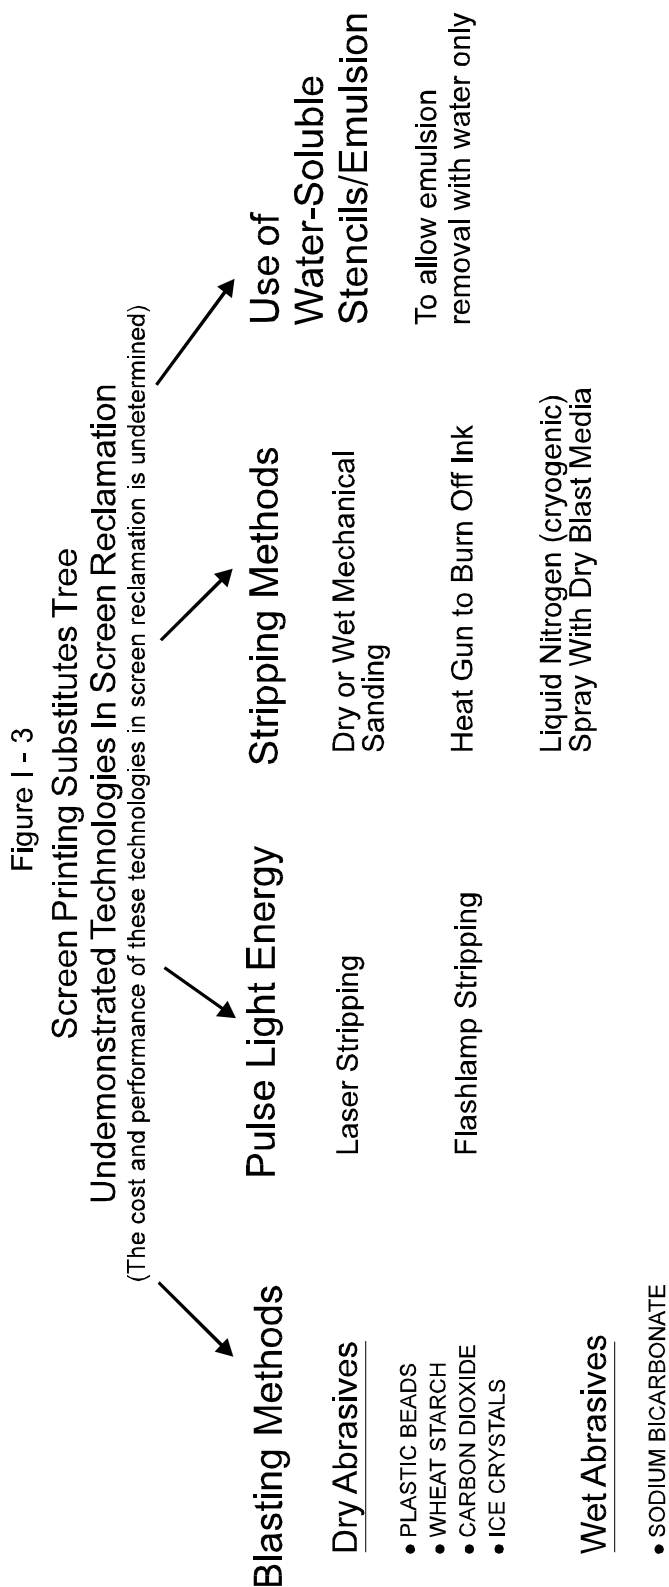 Figure I - 3
Screen Printing Substitutes Tree
Undemonstrated Technologies In Screen Reclamation
(The cost and performance of these technologies in screen reclamation is undetermined)
Blasting Methods
Dry Abrasives
• PLASTIC BEADS
• WHEAT STARCH
• CARBON DIOXIDE
• ICE CRYSTALS
Wet Abrasives
• SODIUM BICARBONATE
Pulse Light Energy
Laser Stripping
Flashlamp Stripping
Stripping Methods
Dry or Wet Mechanical
Sanding
Heat Gun to Burn Off Ink
Liquid Nitrogen (cryogenic)
Spray With Dry Blast Media
Use of
Water-Soluble
Stencils/Emulsion
To allow emulsion
removal with water only